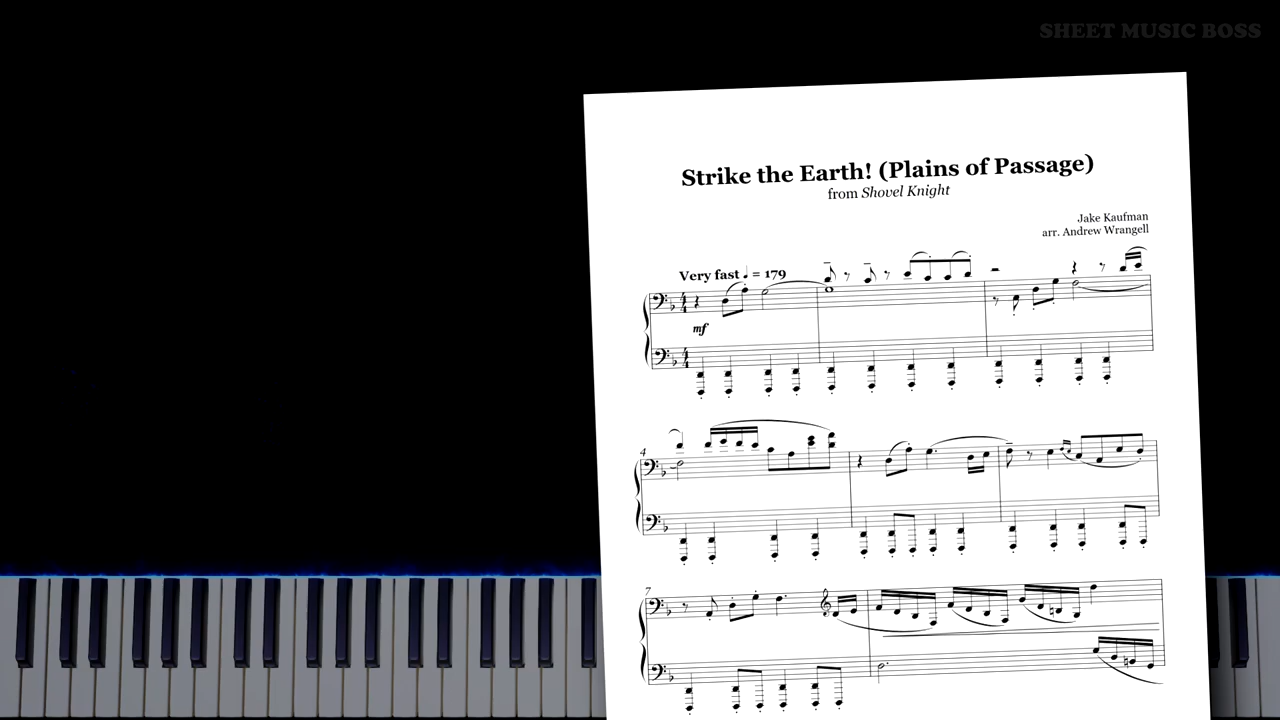 SHEET MUSIC BOSS
Strike the Earth! (Plains of Passage)
from Shovel Knight
Jake Kaufman
arr. Andrew Wrangell
Very fast ♩ = 179
mf
4
7